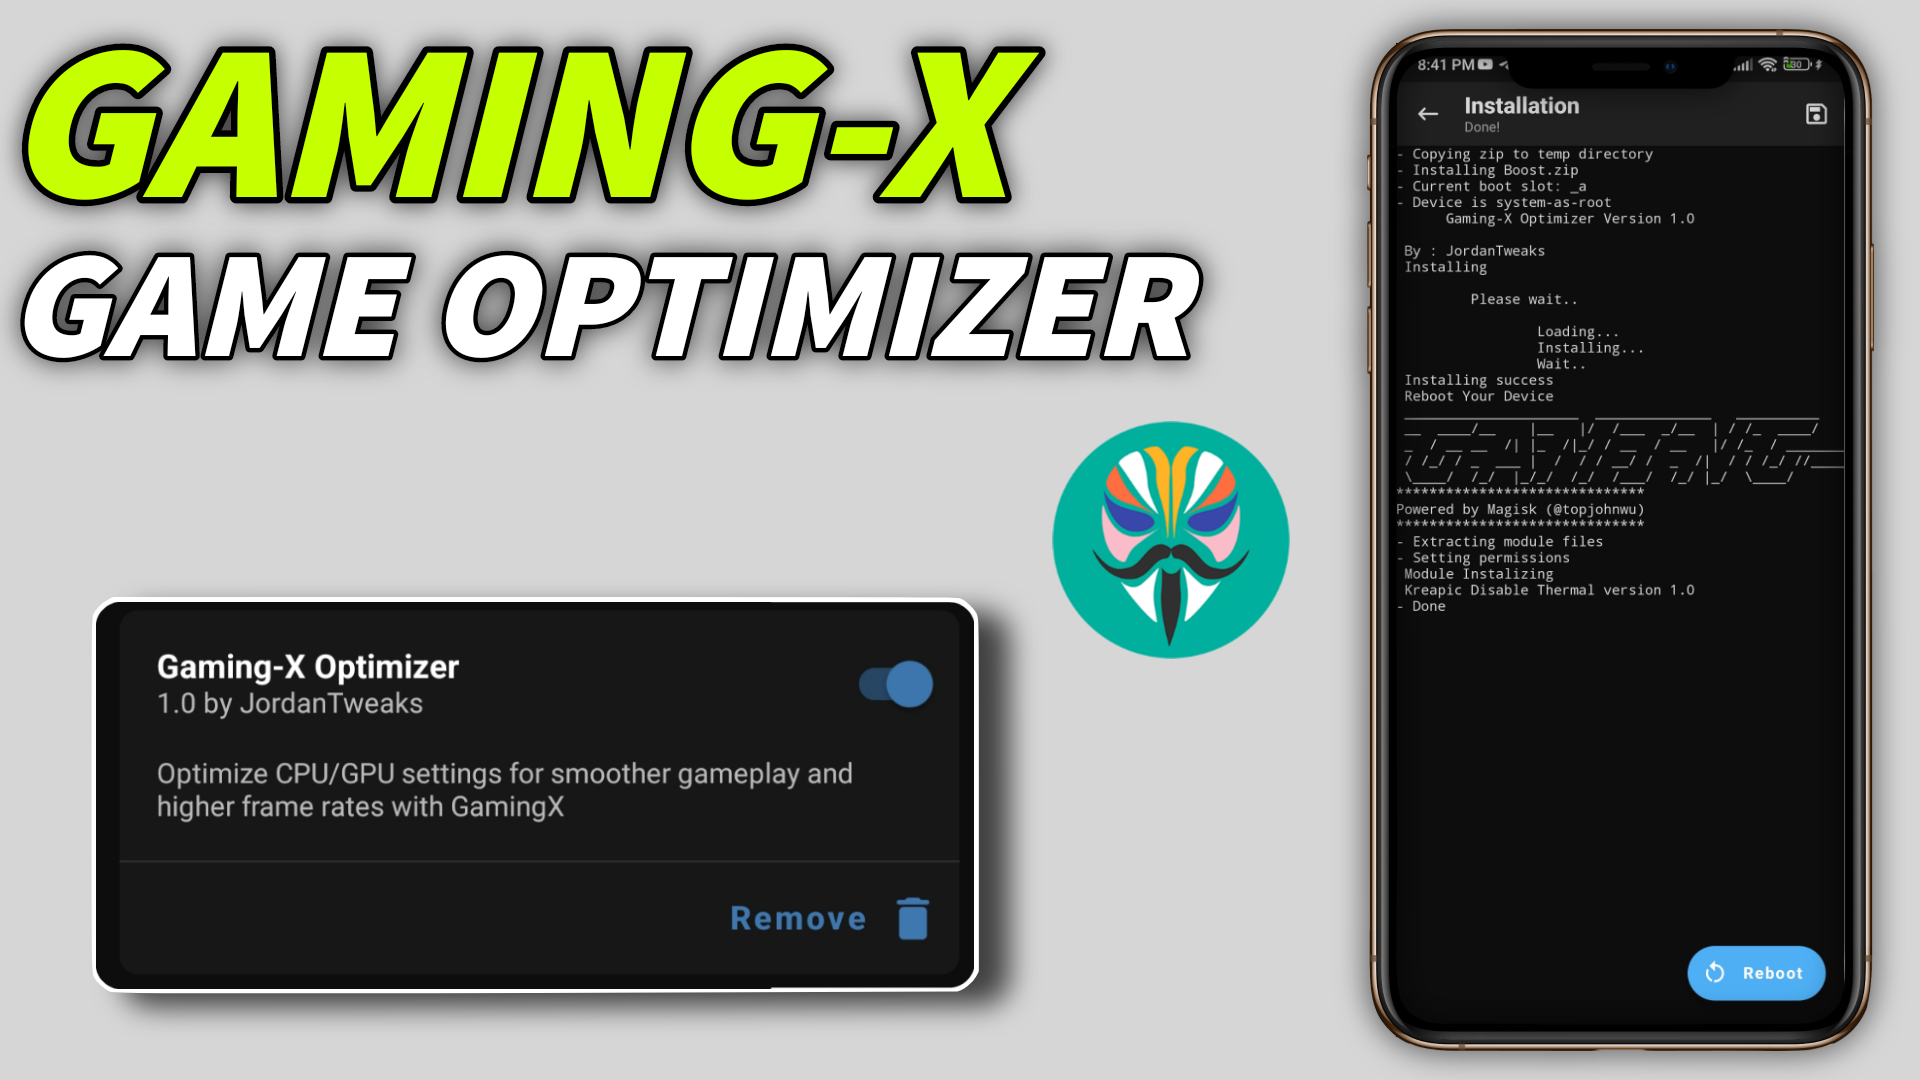 GAMING-X
GAME OPTIMIZER
Gaming-X Optimizer
1.0 by JordanTweaks
Optimize CPU/GPU settings for smoother gameplay and
higher frame rates with GamingX
Remove
8:41 PM
30
Installation
Done!
- Copying zip to temp directory
- Installing Boost.zip
- Current boot slot: _a
- Device is system-as-root
Gaming-X Optimizer Version 1.0
By : JordanTweaks
Installing
Please wait..
Loading...
Installing...
Wait..
Installing success
Reboot Your Device
******************************
Powered by Magisk (@topjohnwu)
******************************
- Extracting module files
- Setting permissions
Module Instalizing
Kreapic Disable Thermal version 1.0
- Done
Reboot